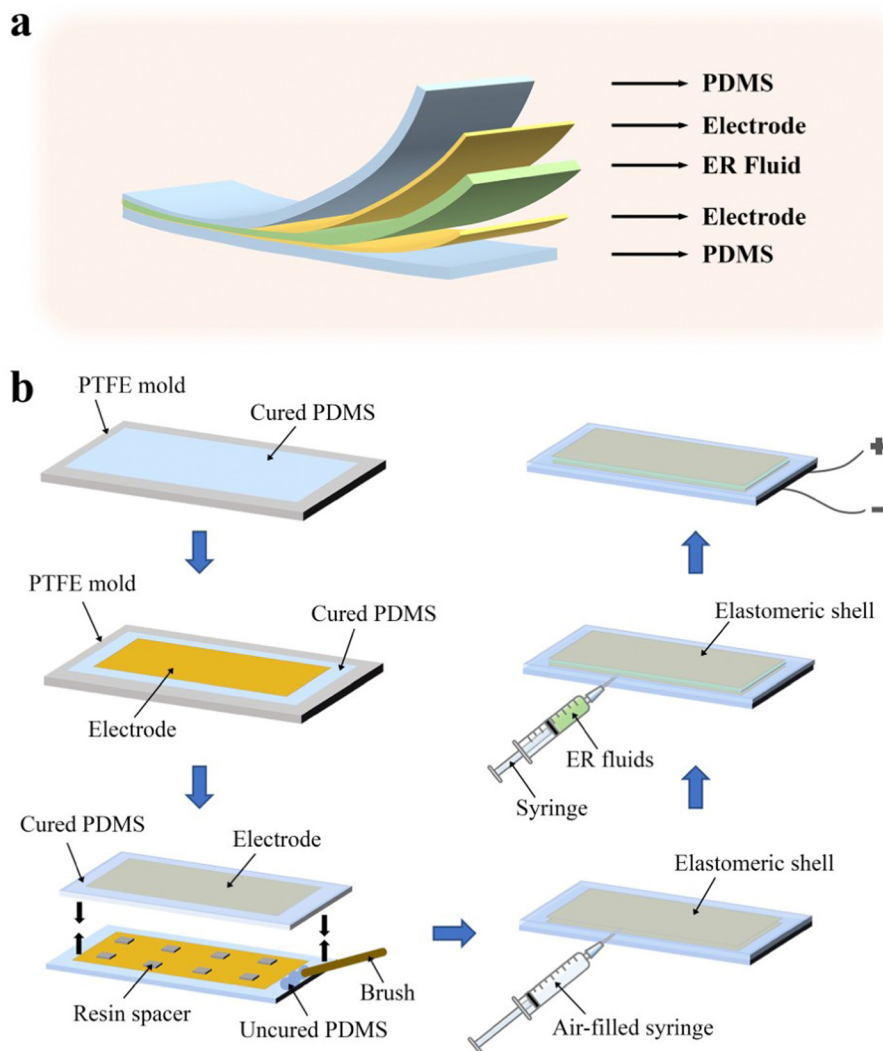 a
PDMS
Electrode
ER Fluid
Electrode
PDMS
b
PTFE mold
Cured PDMS
+
-
PTFE mold
Cured PDMS
Electrode
Elastomeric shell
ER fluids
Syringe
Cured PDMS
Electrode
Resin spacer
Uncured PDMS
Brush
Elastomeric shell
Air-filled syringe